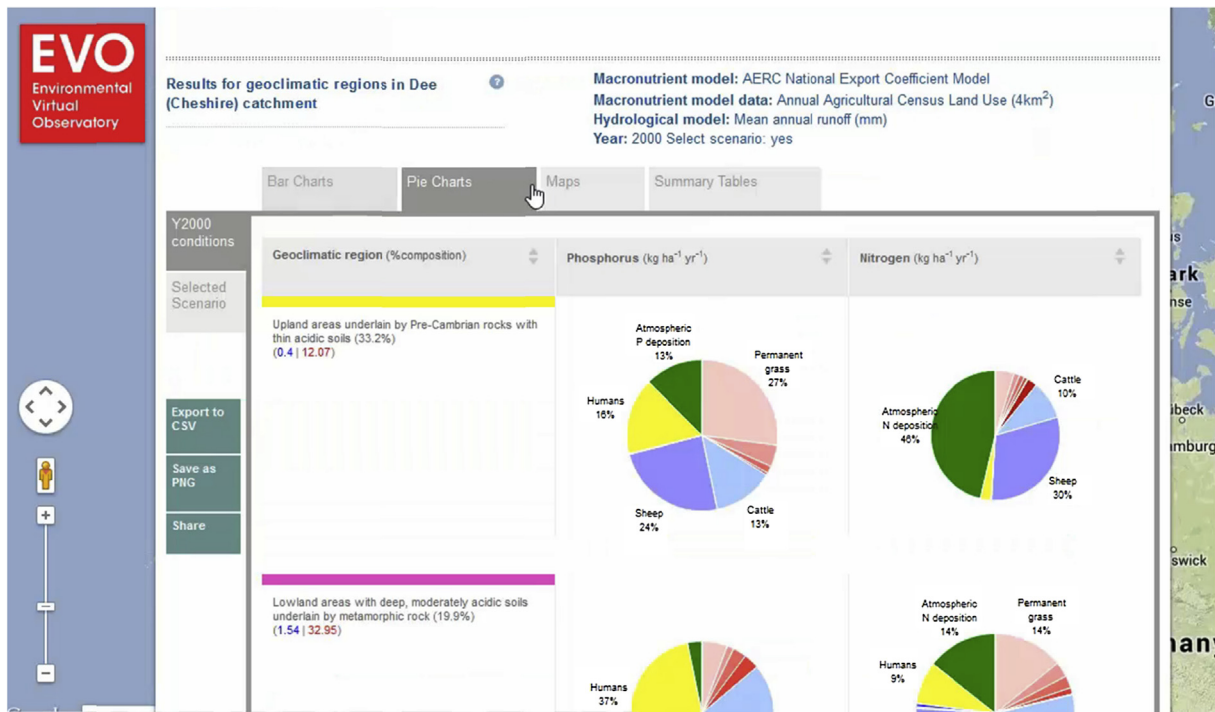 EVO
Environmental
Virtual
Observatory
Results for geoclimatic regions in Dee
(Cheshire) catchment
?
Macronutrient model: AERC National Export Coefficient Model
Macronutrient model data: Annual Agricultural Census Land Use (4km²)
Hydrological model: Mean annual runoff (mm)
Year: 2000 Select scenario: yes
Bar Charts
Pie Charts
Maps
Summary Tables
Y2000
conditions
Selected
Scenario
Export to
CSV
Save as
PNG
Share
Geoclimatic region (%composition)
Phosphorus (kg ha⁻¹ yr⁻¹)
Nitrogen (kg ha⁻¹ yr⁻¹)
Upland areas underlain by Pre-Cambrian rocks with
thin acidic soils (33.2%)
(0.4 | 12.07)
Atmospheric
P deposition
13%
Permanent
grass
27%
Humans
16%
Sheep
24%
Cattle
13%
Atmospheric
N deposition
46%
Cattle
10%
Sheep
30%
Lowland areas with deep, moderately acidic soils
underlain by metamorphic rock (19.9%)
(1.54 | 32.95)
Humans
37%
Atmospheric
N deposition
14%
Permanent
grass
14%
Humans
9%
G
ark
nse
beck
mburg
swick
many